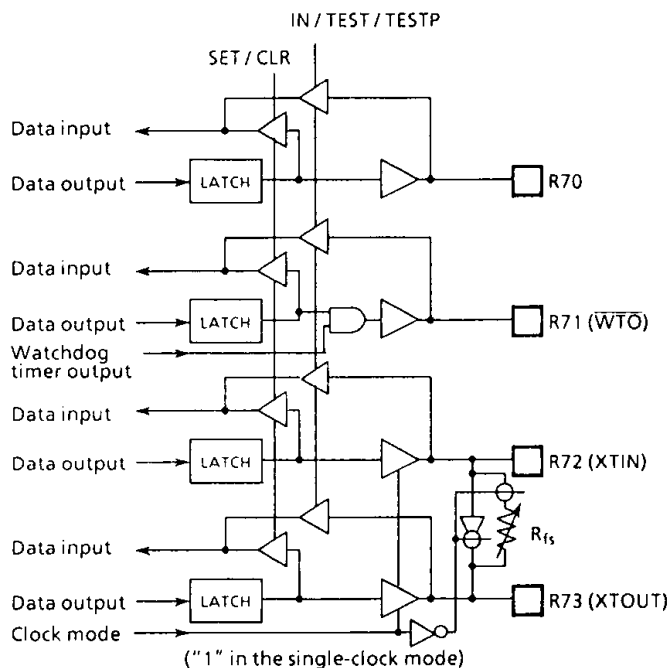 IN / TEST / TESTP
SET / CLR
Data input
Data output
LATCH
R70
Data input
Data output
LATCH
R71 (WTO)
Watchdog
timer output
Data input
Data output
LATCH
R72 (XTIN)
Rfs
Data input
Data output
LATCH
R73 (XTOUT)
Clock mode
("1" in the single-clock mode)